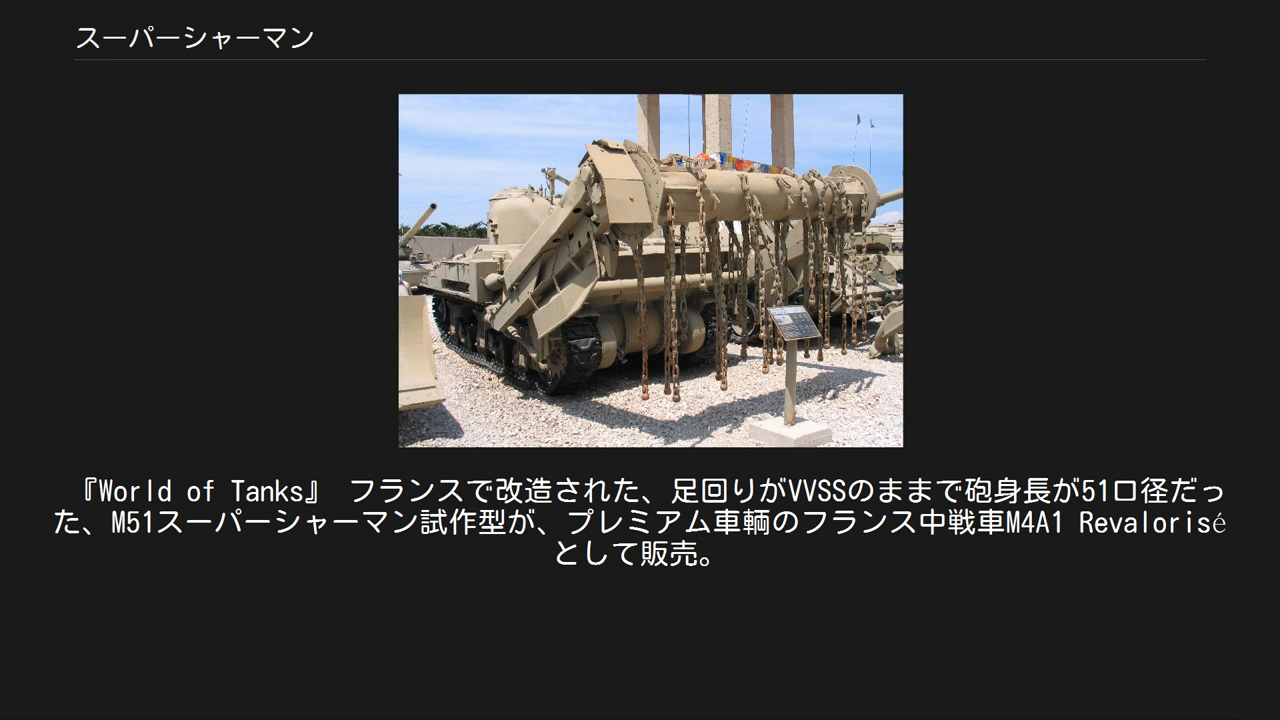 スーパーシャーマン
『World of Tanks』 フランスで改造された、足回りがVVSSのままで砲身長が51口径だっ
た、M51スーパーシャーマン試作型が、プレミアム車輌のフランス中戦車M4A1 Revalorisé
として販売。